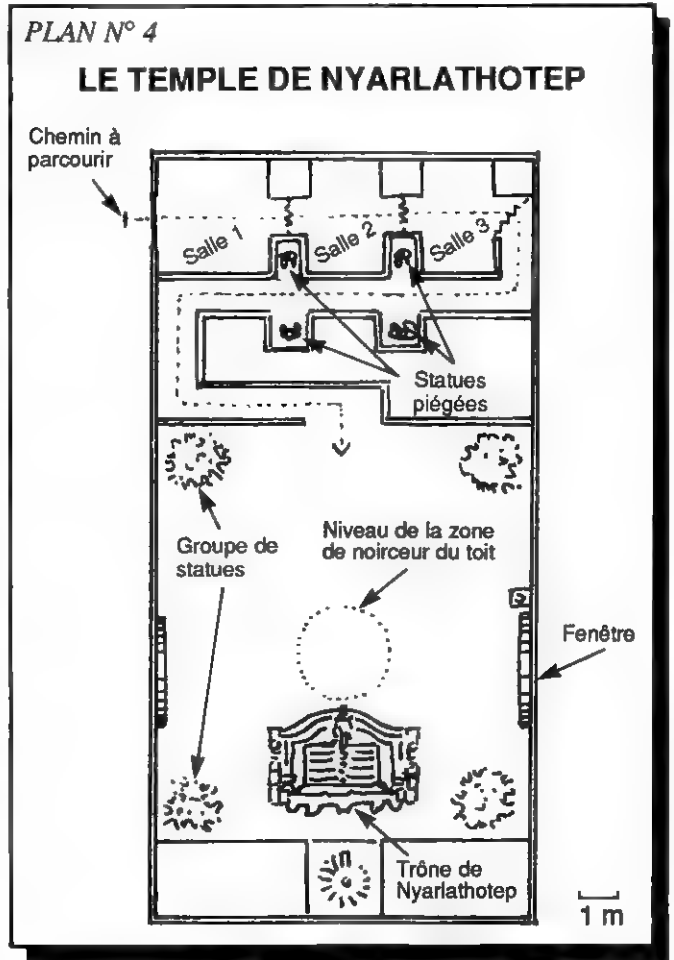 PLAN N° 4
LE TEMPLE DE NYARLATHOTEP
Chemin à
parcourir
Salle 1
Salle 2
Salle 3
Statues
piégées
Groupe de
statues
Niveau de la zone
de noirceur du toit
Fenêtre
Trône de
Nyarlathotep
1 m